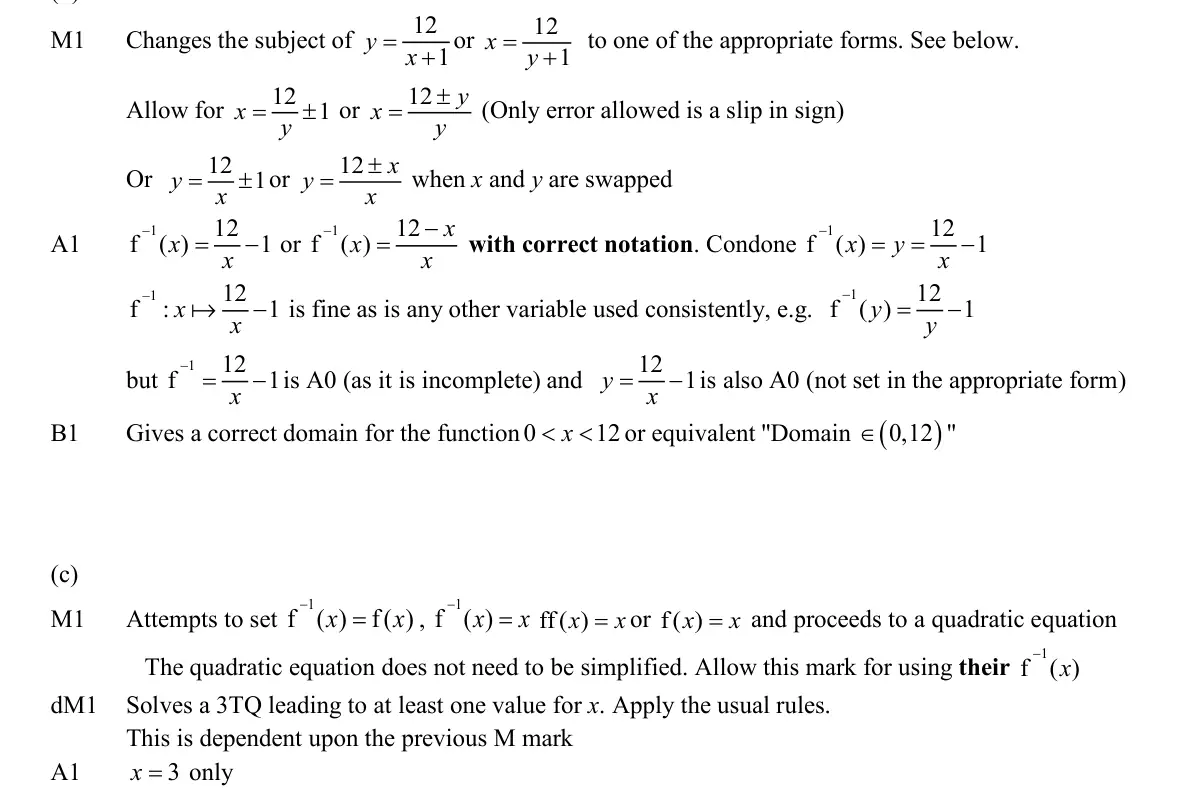 M1 Changes the subject of y = 12/(x+1) or x = 12/(y+1) to one of the appropriate forms. See below.
Allow for x = 12/y ± 1 or x = (12 ± y)/y (Only error allowed is a slip in sign)
Or y = 12/x ± 1 or y = (12 ± x)/x when x and y are swapped
A1 f⁻¹(x) = 12/x − 1 or f⁻¹(x) = (12 − x)/x with correct notation. Condone f⁻¹(x) = y = 12/x − 1
f⁻¹ : x ↦ 12/x − 1 is fine as is any other variable used consistently, e.g. f⁻¹(y) = 12/y − 1
but f⁻¹ = 12/x − 1 is A0 (as it is incomplete) and y = 12/x − 1 is also A0 (not set in the appropriate form)
B1 Gives a correct domain for the function 0 < x < 12 or equivalent "Domain ∈ (0,12)"
(c)
M1 Attempts to set f⁻¹(x) = f(x), f⁻¹(x) = x ff(x) = x or f(x) = x and proceeds to a quadratic equation
The quadratic equation does not need to be simplified. Allow this mark for using their f⁻¹(x)
dM1 Solves a 3TQ leading to at least one value for x. Apply the usual rules.
This is dependent upon the previous M mark
A1 x = 3 only